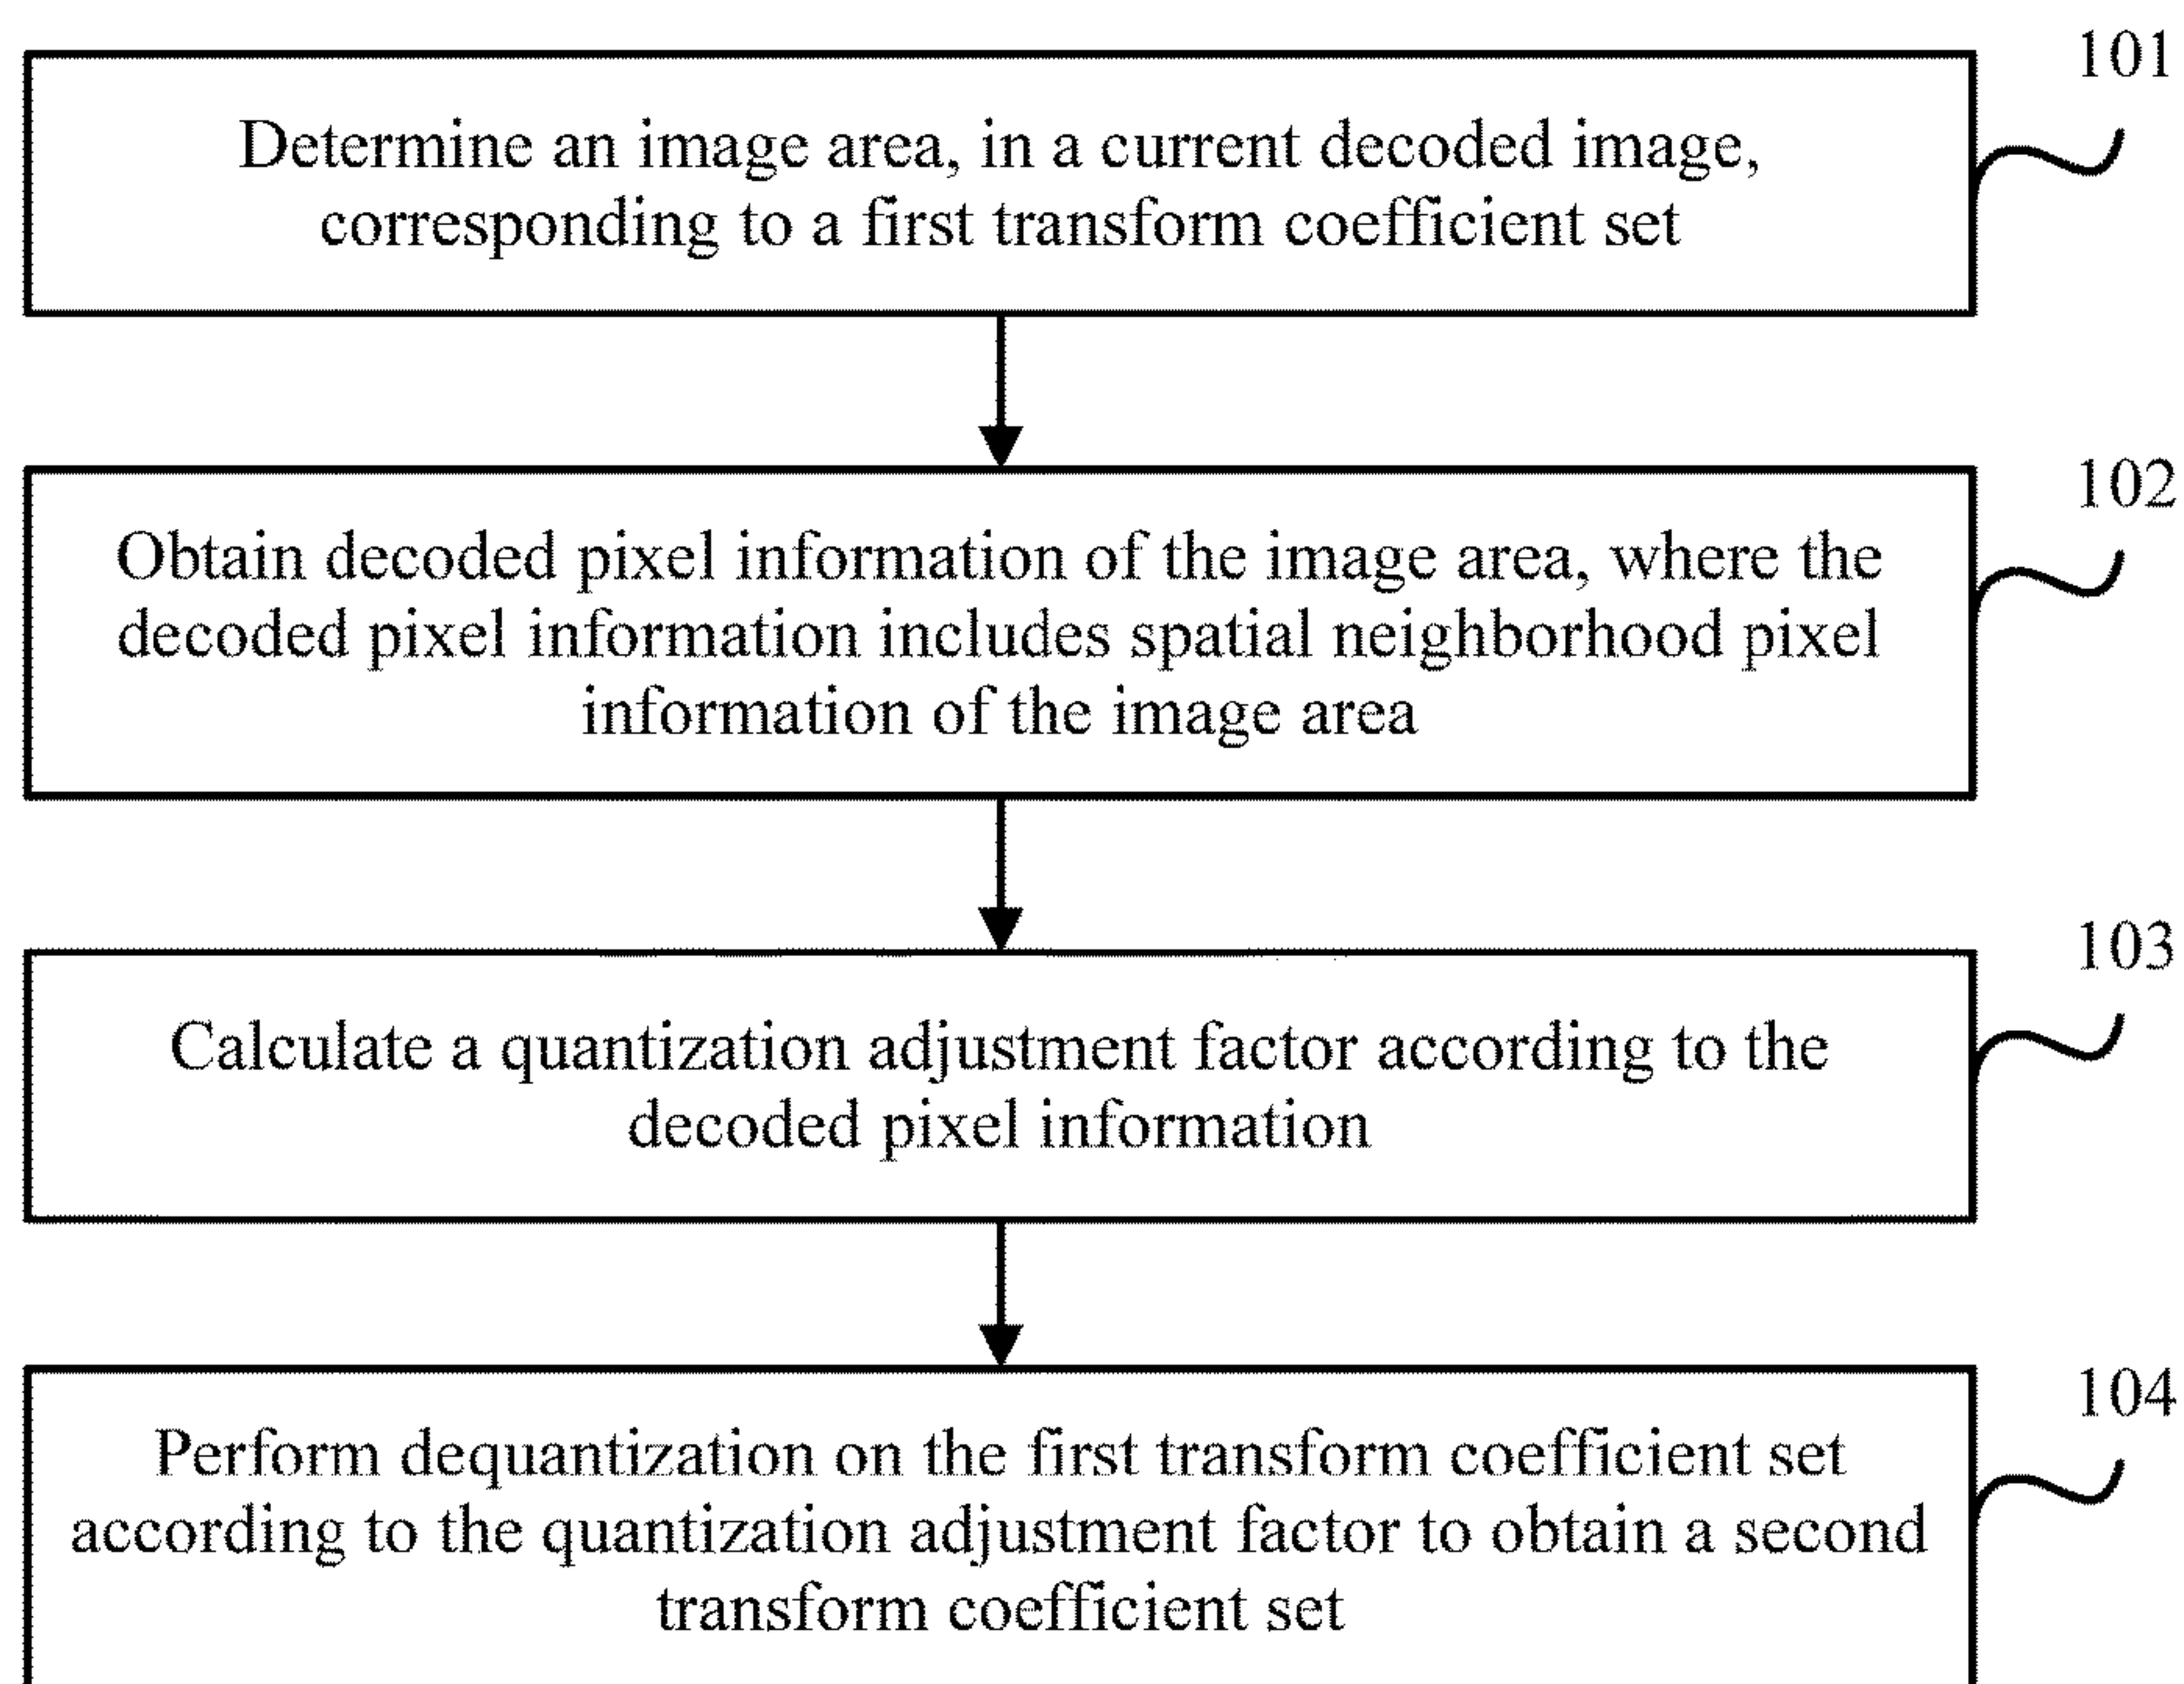 101
Determine an image area, in a current decoded image,
corresponding to a first transform coefficient set
102
Obtain decoded pixel information of the image area, where the
decoded pixel information includes spatial neighborhood pixel
information of the image area
103
Calculate a quantization adjustment factor according to the
decoded pixel information
104
Perform dequantization on the first transform coefficient set
according to the quantization adjustment factor to obtain a second
transform coefficient set